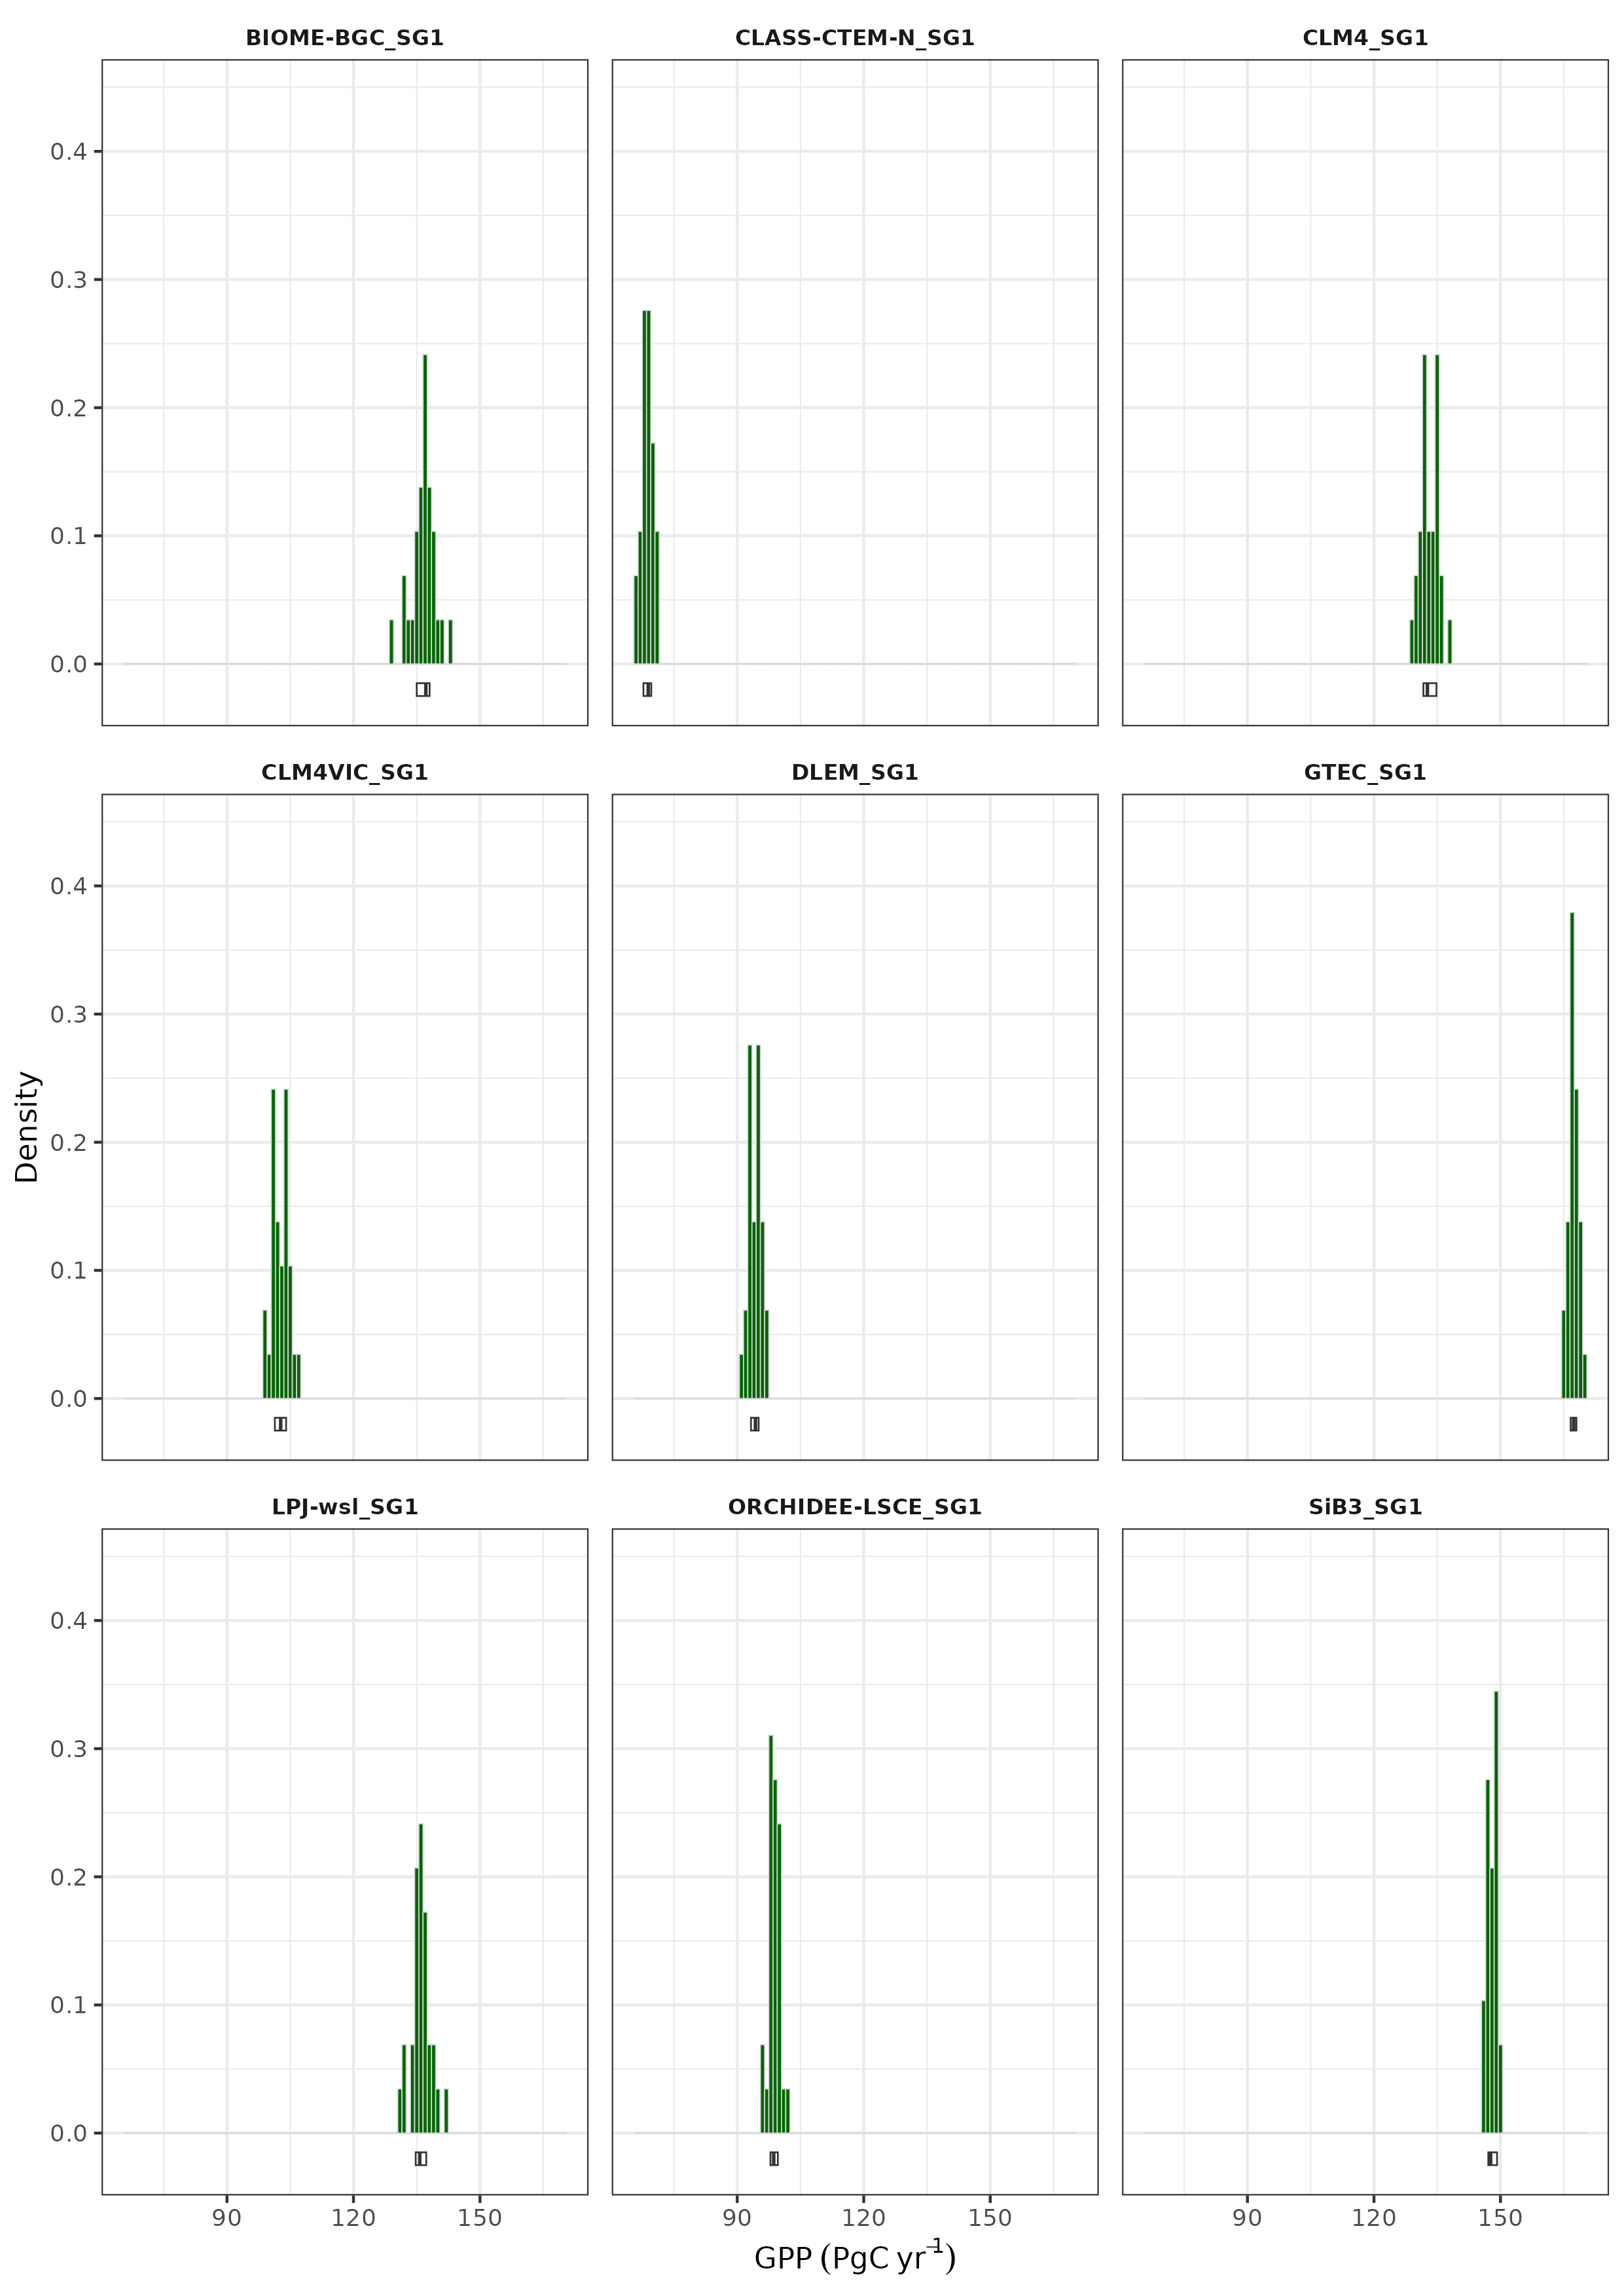 BIOME-BGC_SG1 CLASS-CTEM-N_SG1 CLM4_SG1
0.4
0.3
0.2
0.1
0.0
CLM4VIC_SG1 DLEM_SG1 GTEC_SG1
0.4
0.3
0.2
0.1
0.0
Density
LPJ-wsl_SG1 ORCHIDEE-LSCE_SG1 SiB3_SG1
0.4
0.3
0.2
0.1
0.0
90 120 150 90 120 150 90 120 150
GPP (PgC yr⁻¹)